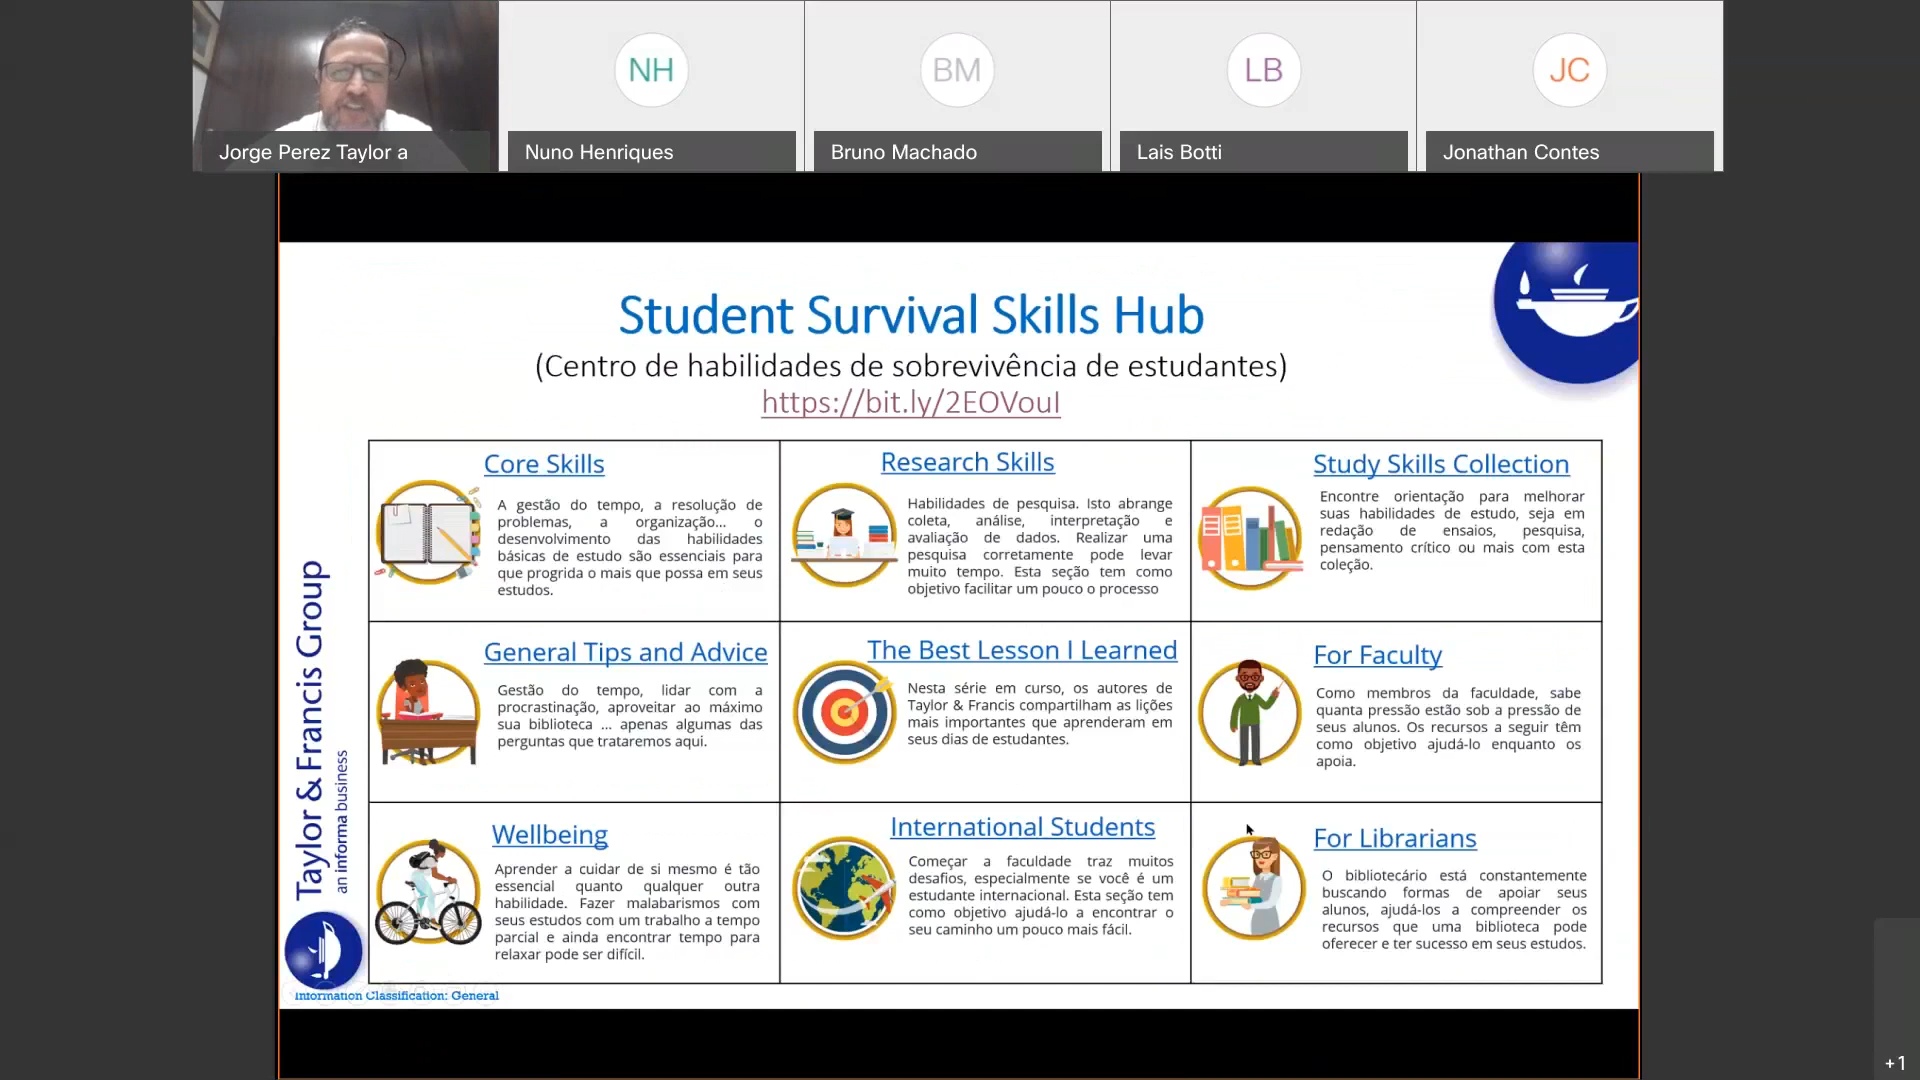 NH
BM
LB
JC
Jorge Perez Taylor a
Nuno Henriques
Bruno Machado
Lais Botti
Jonathan Contes
Student Survival Skills Hub
(Centro de habilidades de sobrevivência de estudantes)
https://bit.ly/2EOVouI
Core Skills
A gestão do tempo, a resolução de
problemas, a organização... o
desenvolvimento das habilidades
básicas de estudo são essenciais para
que progrida o mais que possa em seus
estudos.
Research Skills
Habilidades de pesquisa. Isto abrange
coleta, análise, interpretação e
avaliação de dados. Realizar uma
pesquisa corretamente pode levar
muito tempo. Esta seção tem como
objetivo facilitar um pouco o processo
Study Skills Collection
Encontre orientação para melhorar
suas habilidades de estudo, seja em
redação de ensaios, pesquisa,
pensamento crítico ou mais com esta
coleção.
General Tips and Advice
Gestão do tempo, lidar com a
procrastinação, aproveitar ao máximo
sua biblioteca ... apenas algumas das
perguntas que trataremos aqui.
The Best Lesson I Learned
Nesta série em curso, os autores de
Taylor & Francis compartilham as lições
mais importantes que aprenderam em
seus dias de estudantes.
For Faculty
Como membros da faculdade, sabe
quanta pressão estão sob a pressão de
seus alunos. Os recursos a seguir têm
como objetivo ajudá-lo enquanto os
apoia.
Wellbeing
Aprender a cuidar de si mesmo é tão
essencial quanto qualquer outra
habilidade. Fazer malabarismos com
seus estudos com um trabalho a tempo
parcial e ainda encontrar tempo para
relaxar pode ser difícil.
International Students
Começar a faculdade traz muitos
desafios, especialmente se você é um
estudante internacional. Esta seção tem
como objetivo ajudá-lo a encontrar o
seu caminho um pouco mais fácil.
For Librarians
O bibliotecário está constantemente
buscando formas de apoiar seus
alunos, ajudá-los a compreender os
recursos que uma biblioteca pode
oferecer e ter sucesso em seus estudos.
Taylor & Francis Group
an informa business
Information Classification: General
+1